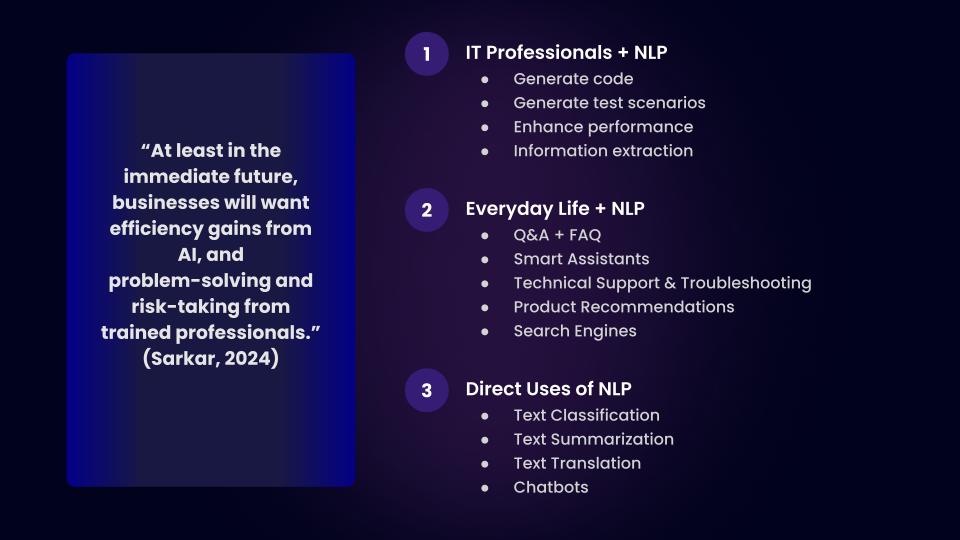 “At least in the
immediate future,
businesses will want
efficiency gains from
AI, and
problem-solving and
risk-taking from
trained professionals.”
(Sarkar, 2024)
1 IT Professionals + NLP
● Generate code
● Generate test scenarios
● Enhance performance
● Information extraction
2 Everyday Life + NLP
● Q&A + FAQ
● Smart Assistants
● Technical Support & Troubleshooting
● Product Recommendations
● Search Engines
3 Direct Uses of NLP
● Text Classification
● Text Summarization
● Text Translation
● Chatbots